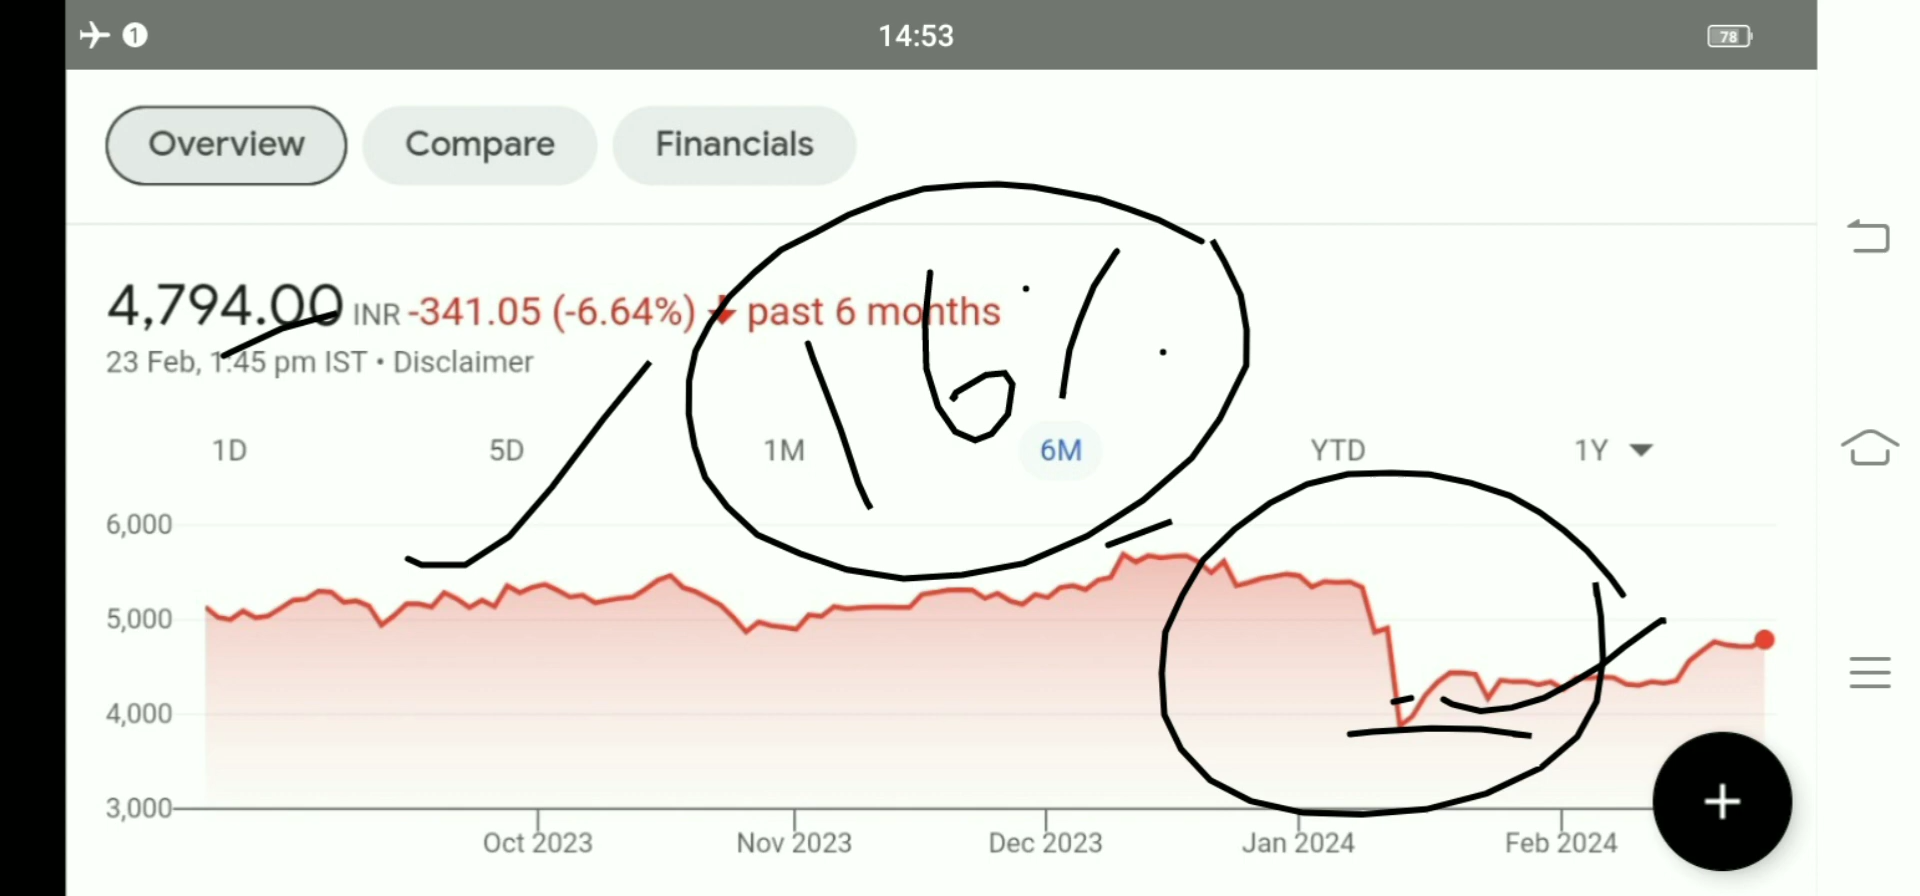 14:53 78
Overview Compare Financials
4,794.00 INR -341.05 (-6.64%) past 6 months
23 Feb, 1:45 pm IST • Disclaimer
16%
1D 5D 1M 6M YTD 1Y
6,000
5,000
4,000
3,000
Oct 2023 Nov 2023 Dec 2023 Jan 2024 Feb 2024